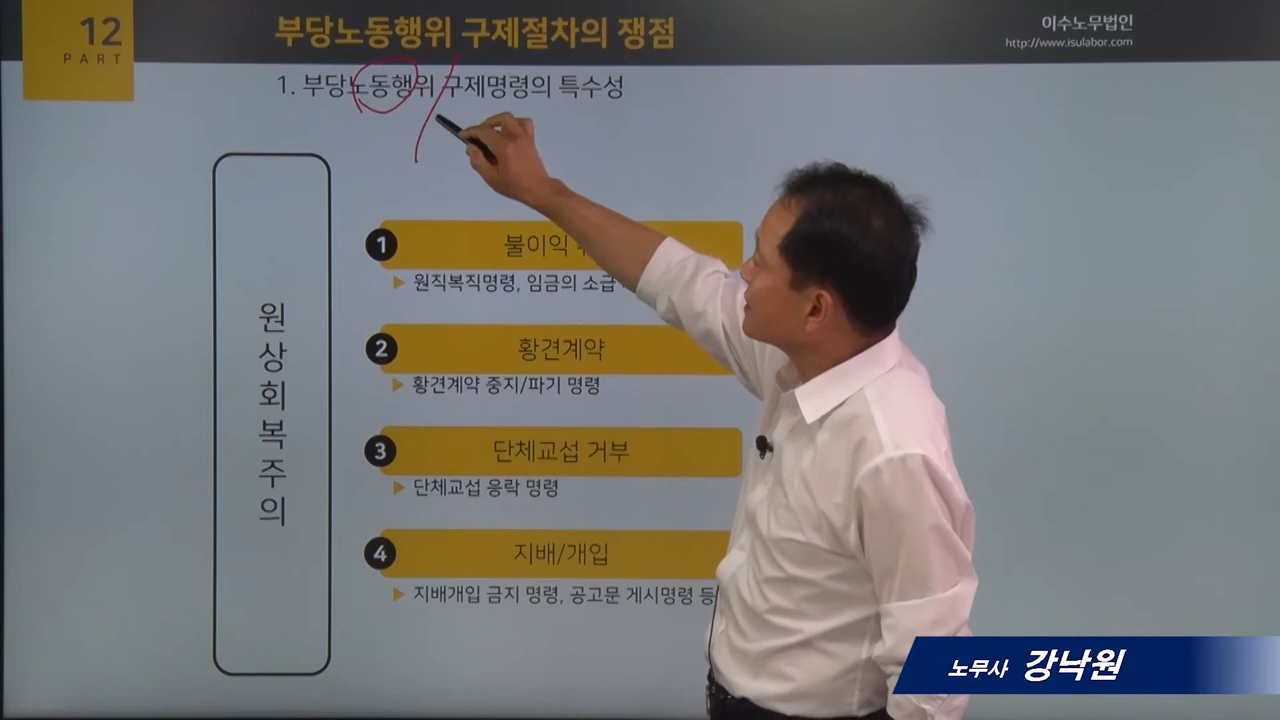 12
PART
부당노동행위 구제절차의 쟁점
이수노무법인
http://www.isulabor.com
1. 부당노동행위 구제명령의 특수성
원상회복주의
1 불이익
▶ 원직복직명령, 임금의 소급
2 황견계약
▶ 황견계약 중지/파기 명령
3 단체교섭 거부
▶ 단체교섭 응락 명령
4 지배/개입
▶ 지배개입 금지 명령, 공고문 게시명령 등
노무사 강낙원